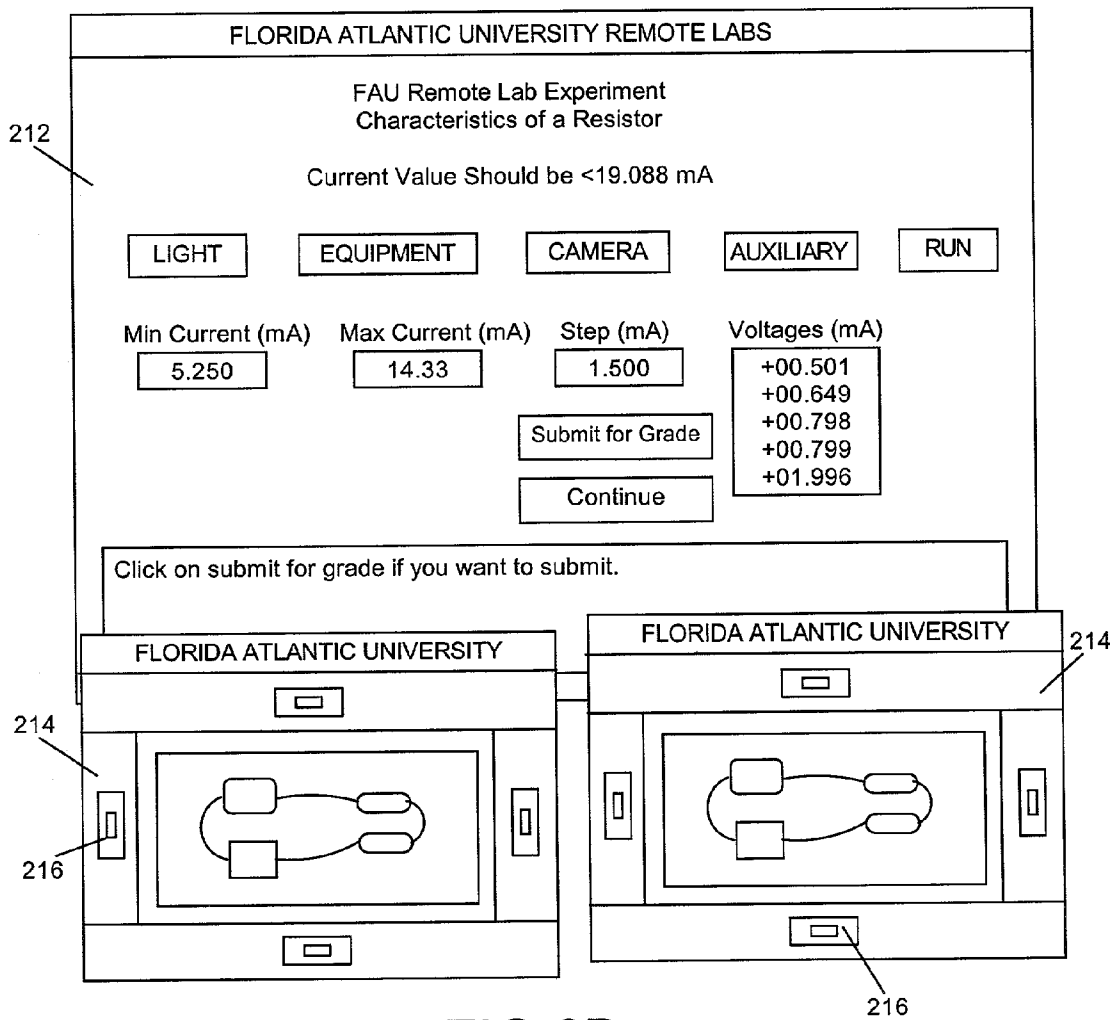 FLORIDA ATLANTIC UNIVERSITY REMOTE LABS
FAU Remote Lab Experiment
Characteristics of a Resistor
212
Current Value Should be <19.088 mA
LIGHT EQUIPMENT CAMERA AUXILIARY RUN
Min Current (mA) Max Current (mA) Step (mA) Voltages (mA)
5.250 14.33 1.500 +00.501
+00.649
+00.798
+00.799
+01.996
Submit for Grade
Continue
Click on submit for grade if you want to submit.
FLORIDA ATLANTIC UNIVERSITY
FLORIDA ATLANTIC UNIVERSITY
214
214
216
216